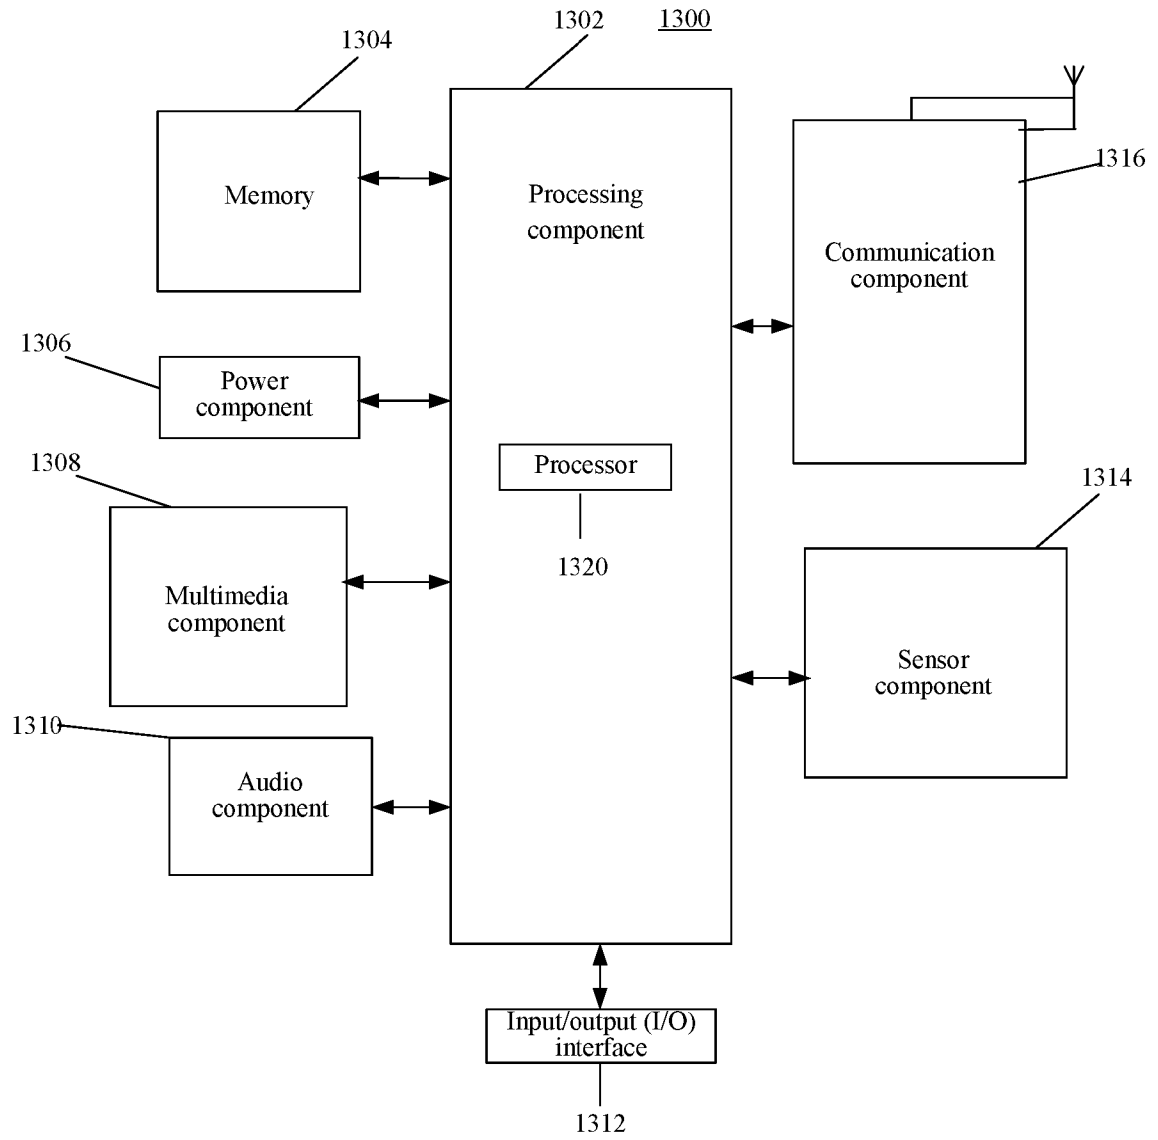 1302
1300
1304
1316
Memory
Processing
component
Communication
component
1306
Power
component
1308
Processor
1314
1320
Multimedia
component
Sensor
component
1310
Audio
component
Input/output (I/O)
interface
1312